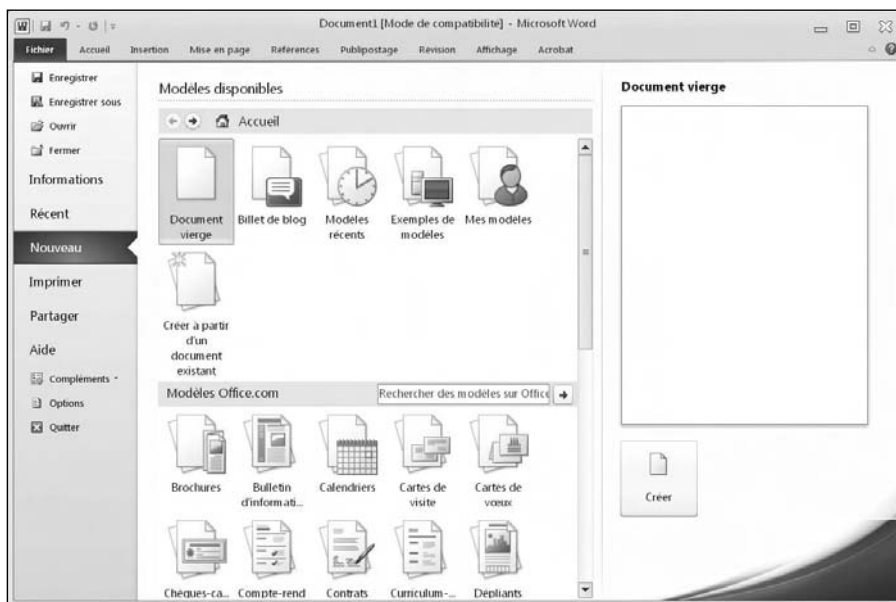 Document1 [Mode de compatibilité] - Microsoft Word
Fichier Accueil Insertion Mise en page Références Publipostage Révision Affichage Acrobat
Enregistrer
Enregistrer sous
Ouvrir
Fermer
Informations
Récent
Nouveau
Imprimer
Partager
Aide
Compléments
Options
Quitter
Modèles disponibles
Accueil
Document
vierge
Billet de blog
Modèles
récents
Exemples de
modèles
Mes modèles
Créer à partir
d'un
document
existant
Modèles Office.com
Rechercher des modèles sur Office
Brochures
Bulletin
d'informati...
Calendriers
Cartes de
visite
Cartes de
vœux
Chèques-ca...
Compte-rend
Contrats
Curriculum-...
Dépliants
Document vierge
Créer